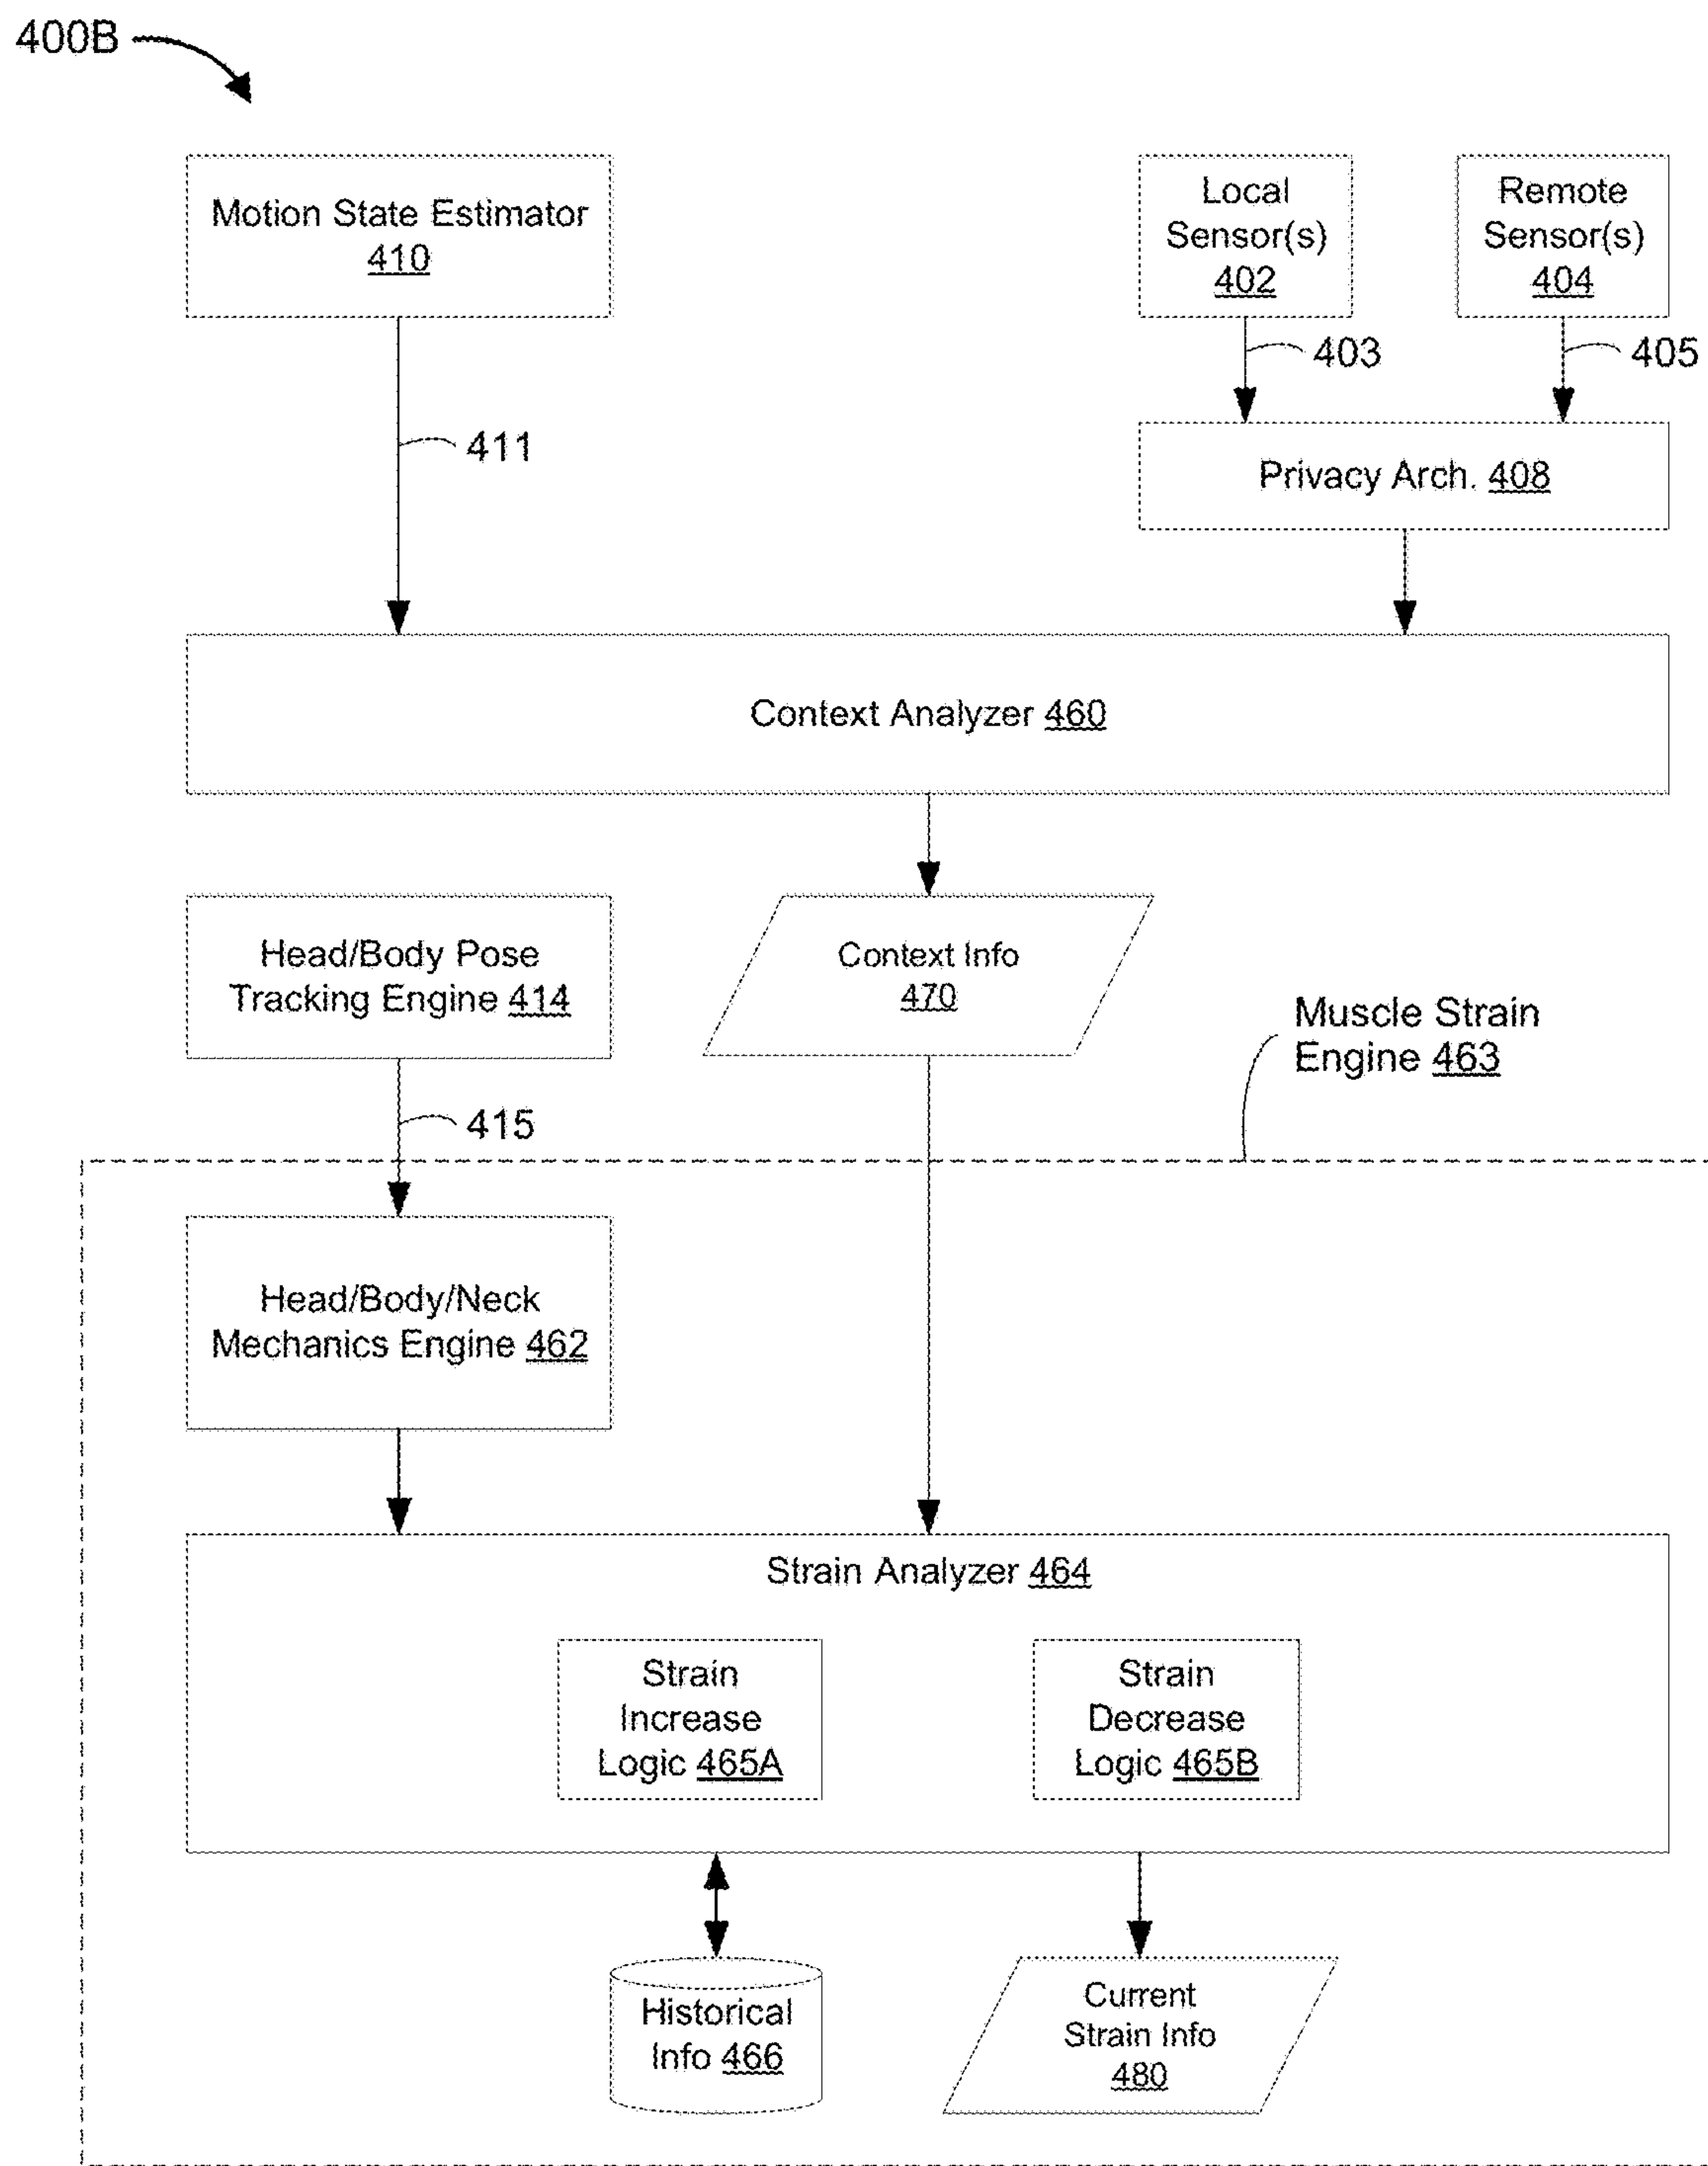 400B
Motion State Estimator
410
Local
Sensor(s)
402
Remote
Sensor(s)
404
403
405
411
Privacy Arch. 408
Context Analyzer 460
Head/Body Pose
Tracking Engine 414
Context Info
470
Muscle Strain
Engine 463
415
Head/Body/Neck
Mechanics Engine 462
Strain Analyzer 464
Strain
Increase
Logic 465A
Strain
Decrease
Logic 465B
Historical
Info 466
Current
Strain Info
480